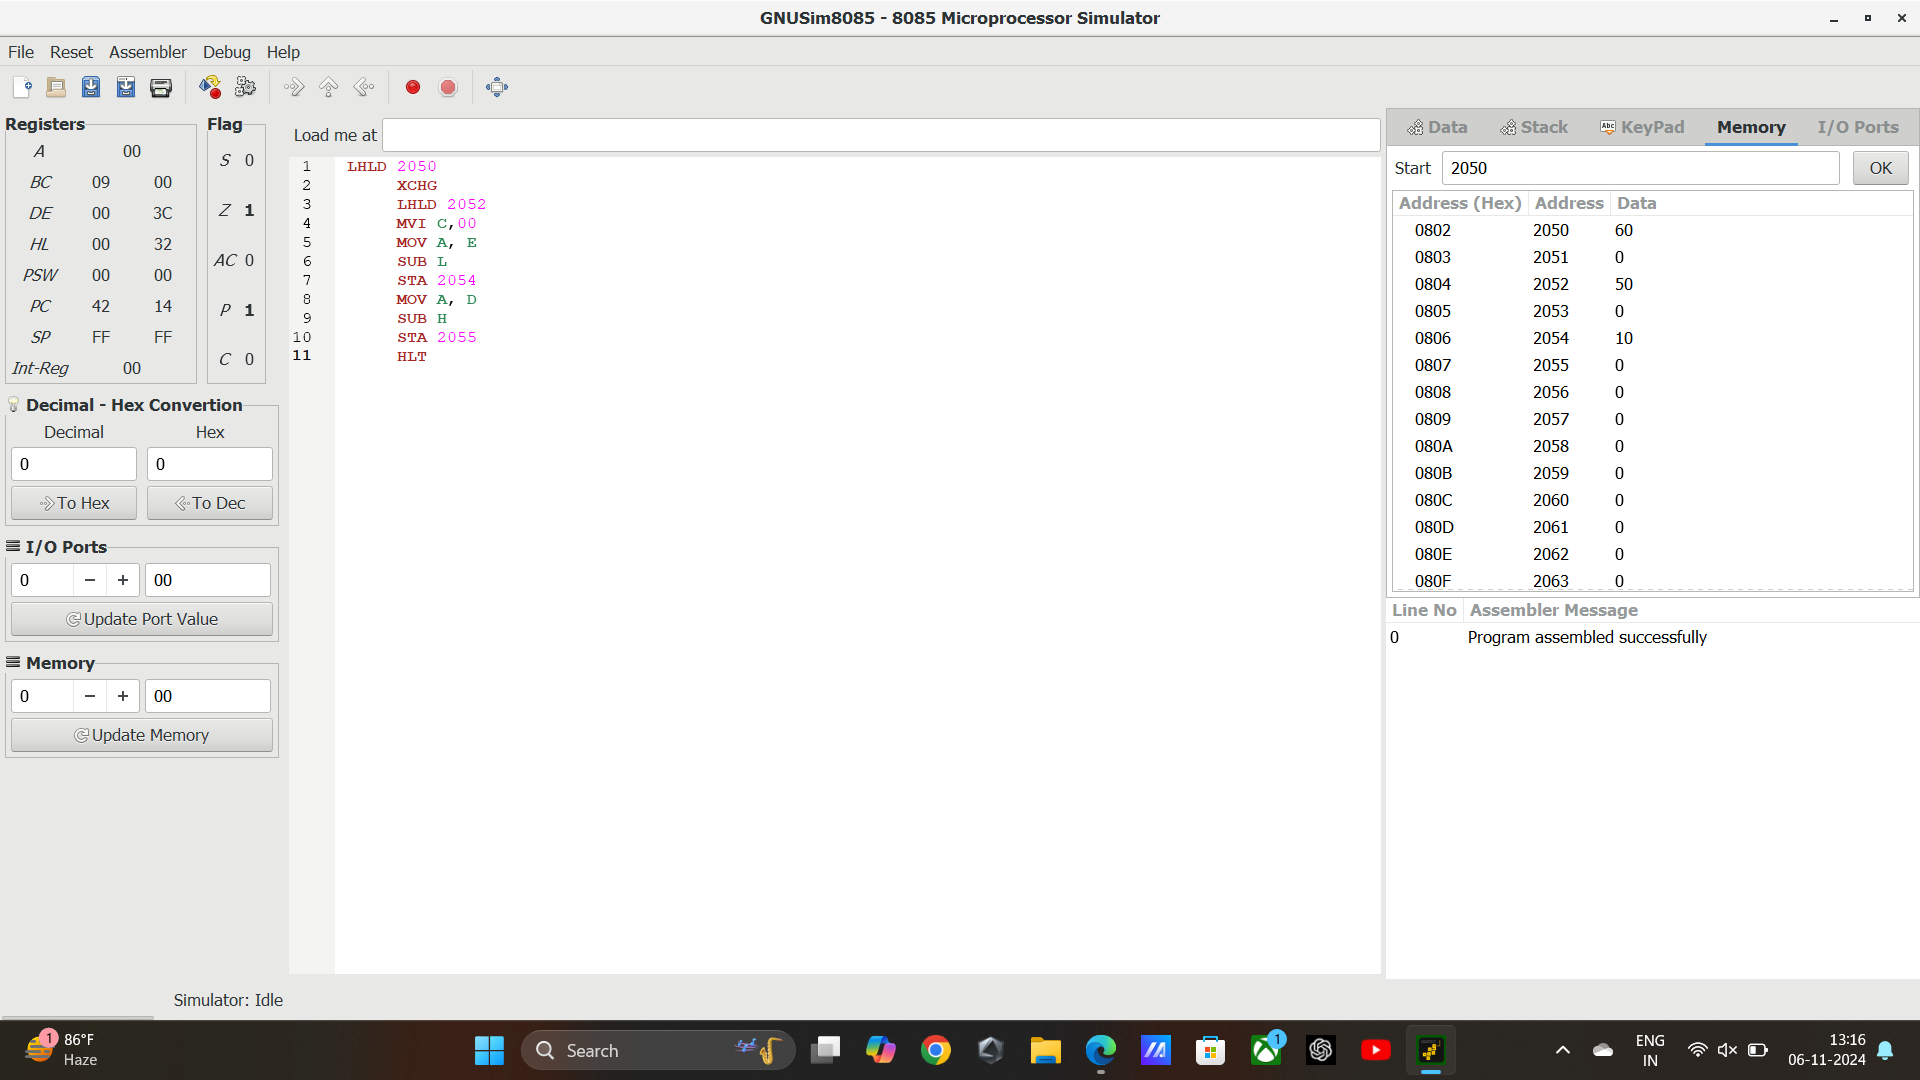 GNUSim8085 - 8085 Microprocessor Simulator
File Reset Assembler Debug Help
Registers
A 00
BC 09 00
DE 00 3C
HL 00 32
PSW 00 00
PC 42 14
SP FF FF
Int-Reg 00
Flag
S 0
Z 1
AC 0
P 1
C 0
Decimal - Hex Convertion
Decimal Hex
0 0
To Hex To Dec
I/O Ports
0 − + 00
Update Port Value
Memory
0 − + 00
Update Memory
Load me at
1 LHLD 2050
2 XCHG
3 LHLD 2052
4 MVI C,00
5 MOV A, E
6 SUB L
7 STA 2054
8 MOV A, D
9 SUB H
10 STA 2055
11 HLT
Data Stack Abc KeyPad Memory I/O Ports
Start 2050 OK
Address (Hex) Address Data
0802 2050 60
0803 2051 0
0804 2052 50
0805 2053 0
0806 2054 10
0807 2055 0
0808 2056 0
0809 2057 0
080A 2058 0
080B 2059 0
080C 2060 0
080D 2061 0
080E 2062 0
080F 2063 0
Line No Assembler Message
0 Program assembled successfully
Simulator: Idle
1 86°F
Haze
Search
1
ENG
IN
13:16
06-11-2024